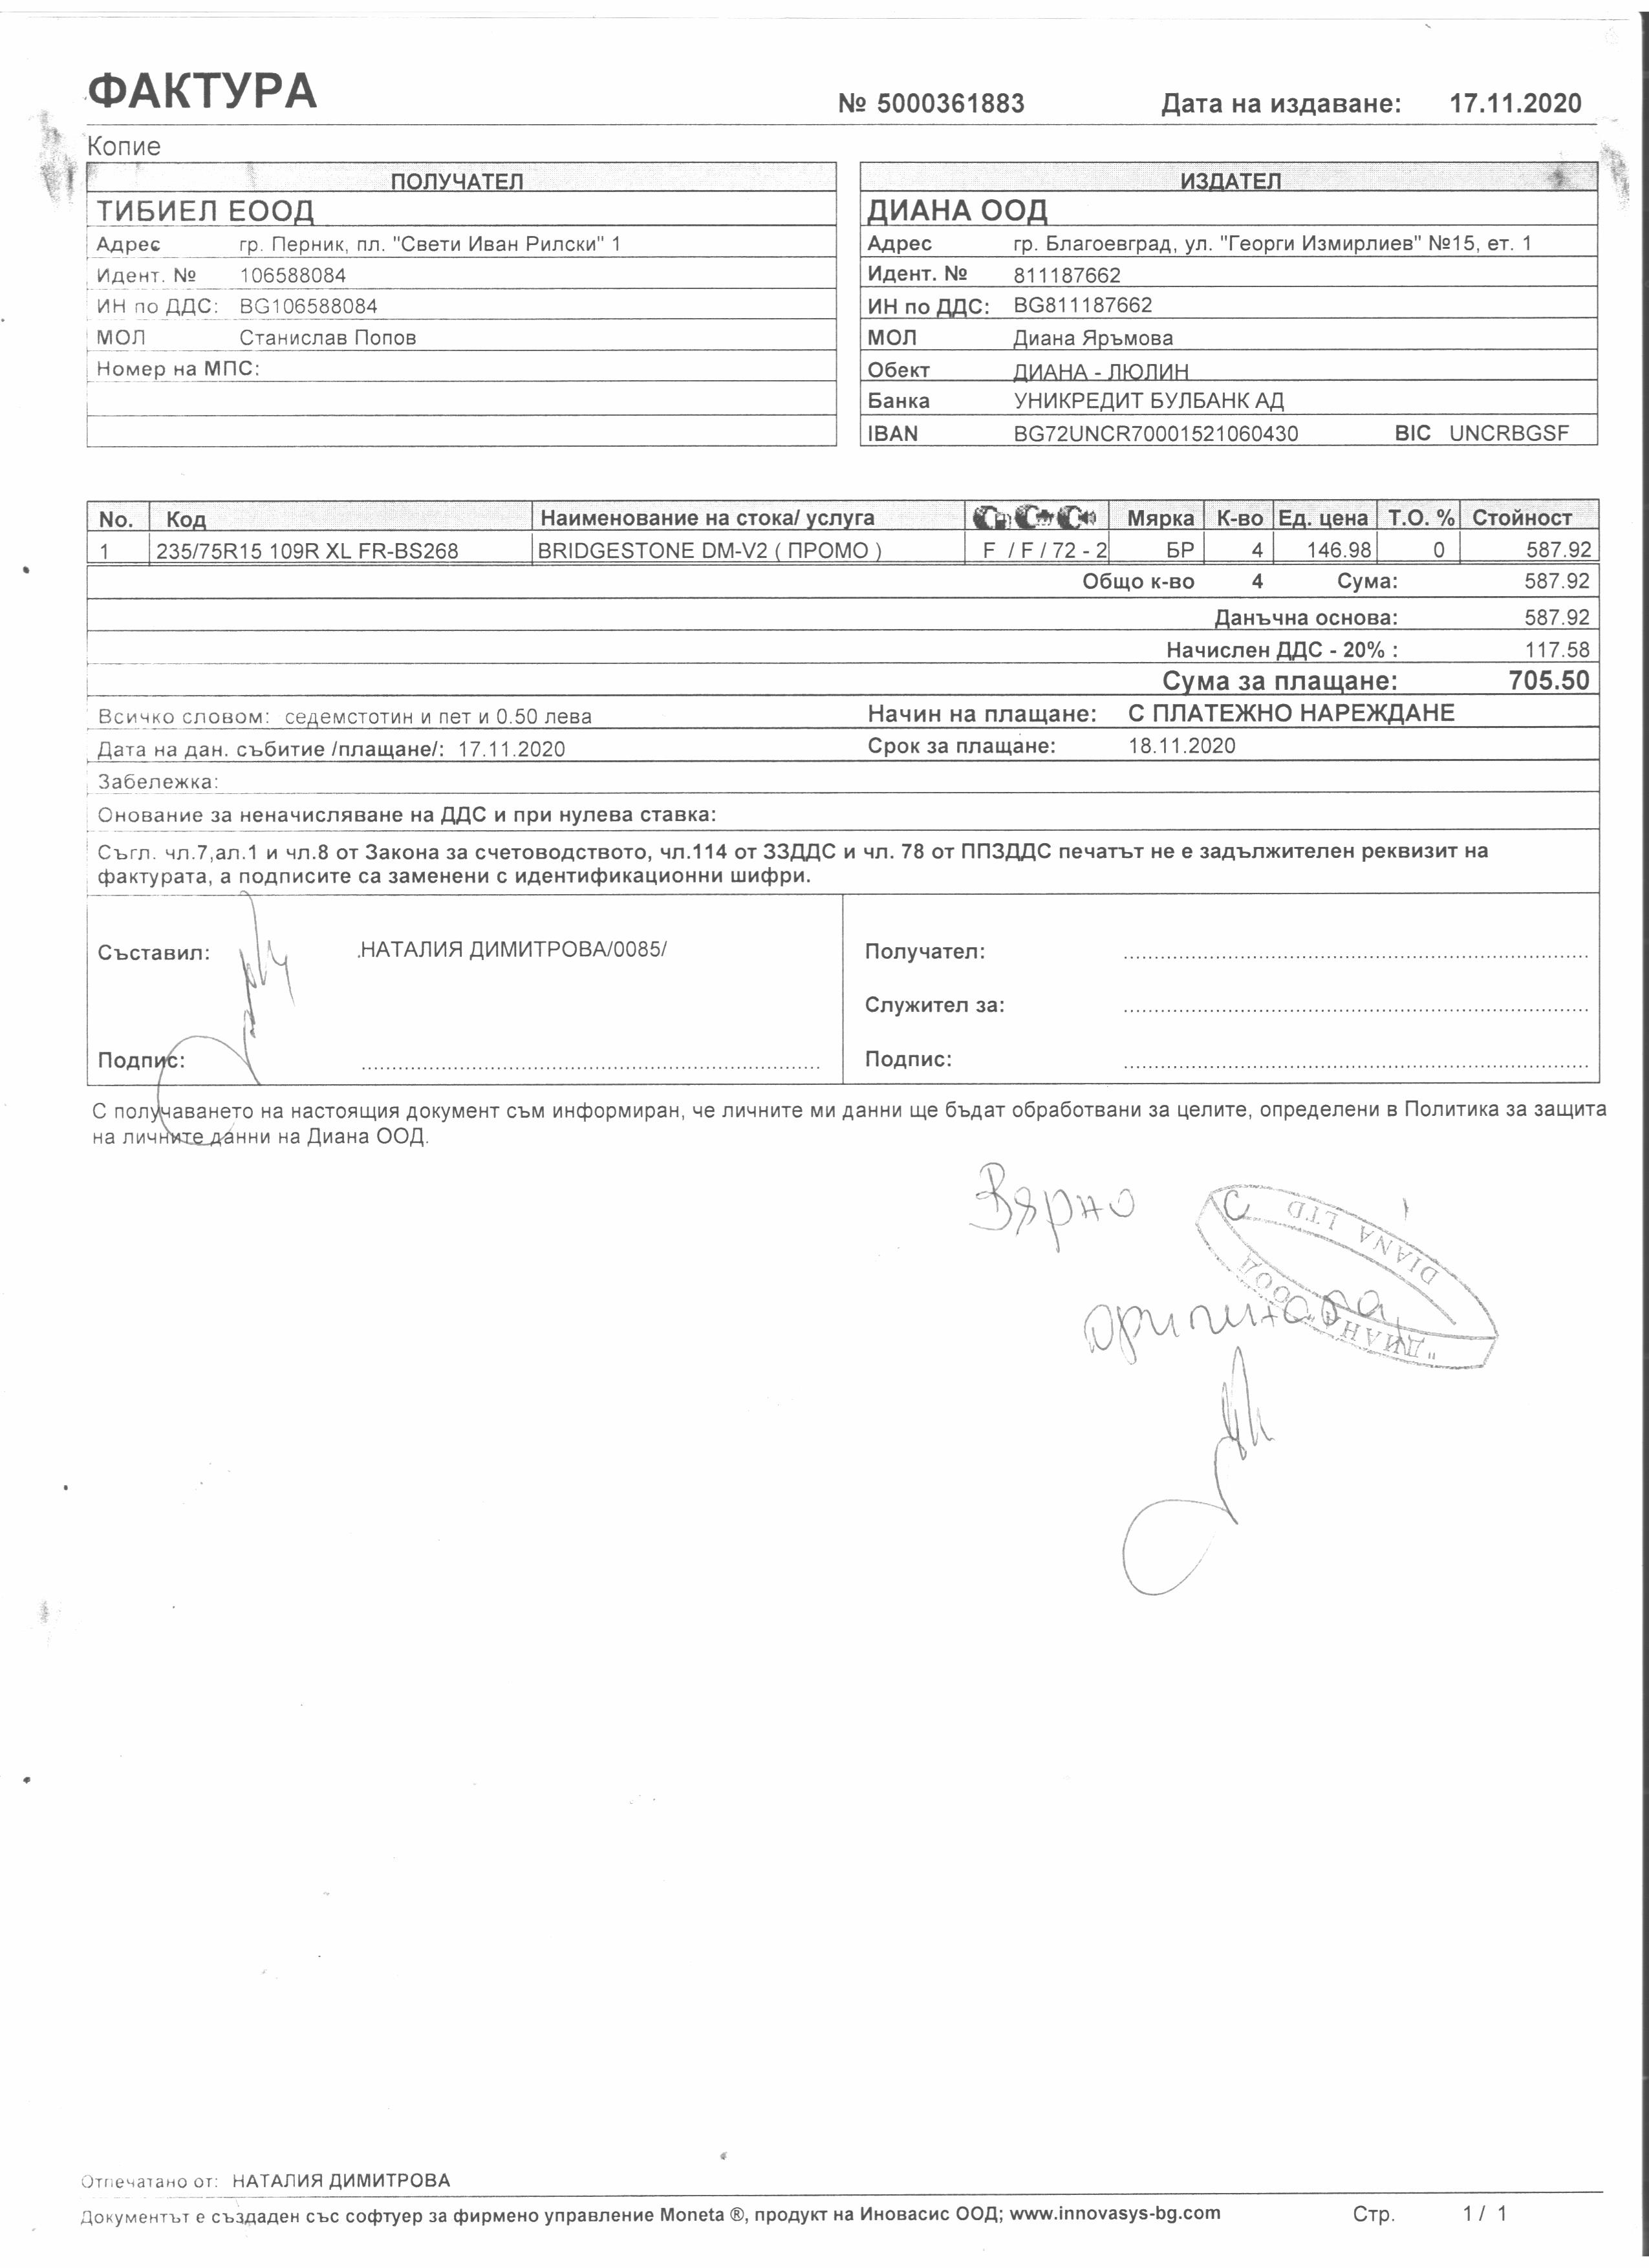 ФАКТУРА № 5000361883 Дата на издаване: 17.11.2020
Копие
ПОЛУЧАТЕЛ
ТИБИЕЛ ЕООД
Адрес гр. Перник, пл. "Свети Иван Рилски" 1
Идент. № 106588084
ИН по ДДС: BG106588084
МОЛ Станислав Попов
Номер на МПС:
ИЗДАТЕЛ
ДИАНА ООД
Адрес гр. Благоевград, ул. "Георги Измирлиев" №15, ет. 1
Идент. № 811187662
ИН по ДДС: BG811187662
МОЛ Диана Яръмова
Обект ДИАНА - ЛЮЛИН
Банка УНИКРЕДИТ БУЛБАНК АД
IBAN BG72UNCR70001521060430 BIC UNCRBGSF
No. Код Наименование на стока/ услуга Мярка К-во Ед. цена Т.О. % Стойност
1 235/75R15 109R XL FR-BS268 BRIDGESTONE DM-V2 ( ПРОМО ) F / F / 72 - 2 БР 4 146.98 0 587.92
Общо к-во 4 Сума: 587.92
Данъчна основа: 587.92
Начислен ДДС - 20% : 117.58
Сума за плащане: 705.50
Всичко словом: седемстотин и пет и 0.50 лева Начин на плащане: С ПЛАТЕЖНО НАРЕЖДАНЕ
Дата на дан. събитие /плащане/: 17.11.2020 Срок за плащане: 18.11.2020
Забележка:
Онование за неначисляване на ДДС и при нулева ставка:
Съгл. чл.7,ал.1 и чл.8 от Закона за счетоводството, чл.114 от ЗЗДДС и чл. 78 от ППЗДДС печатът не е задължителен реквизит на
фактурата, а подписите са заменени с идентификационни шифри.
Съставил: .НАТАЛИЯ ДИМИТРОВА/0085/ Получател:
Служител за:
Подпис: Подпис:
С получаването на настоящия документ съм информиран, че личните ми данни ще бъдат обработвани за целите, определени в Политика за защита
на личните данни на Диана ООД.
Вярно с
оригинала
DIANA LTD
"ДИАНА" ООД
Отпечатано от: НАТАЛИЯ ДИМИТРОВА
Документът е създаден със софтуер за фирмено управление Moneta ®, продукт на Иновасис ООД; www.innovasys-bg.com Стр. 1 / 1